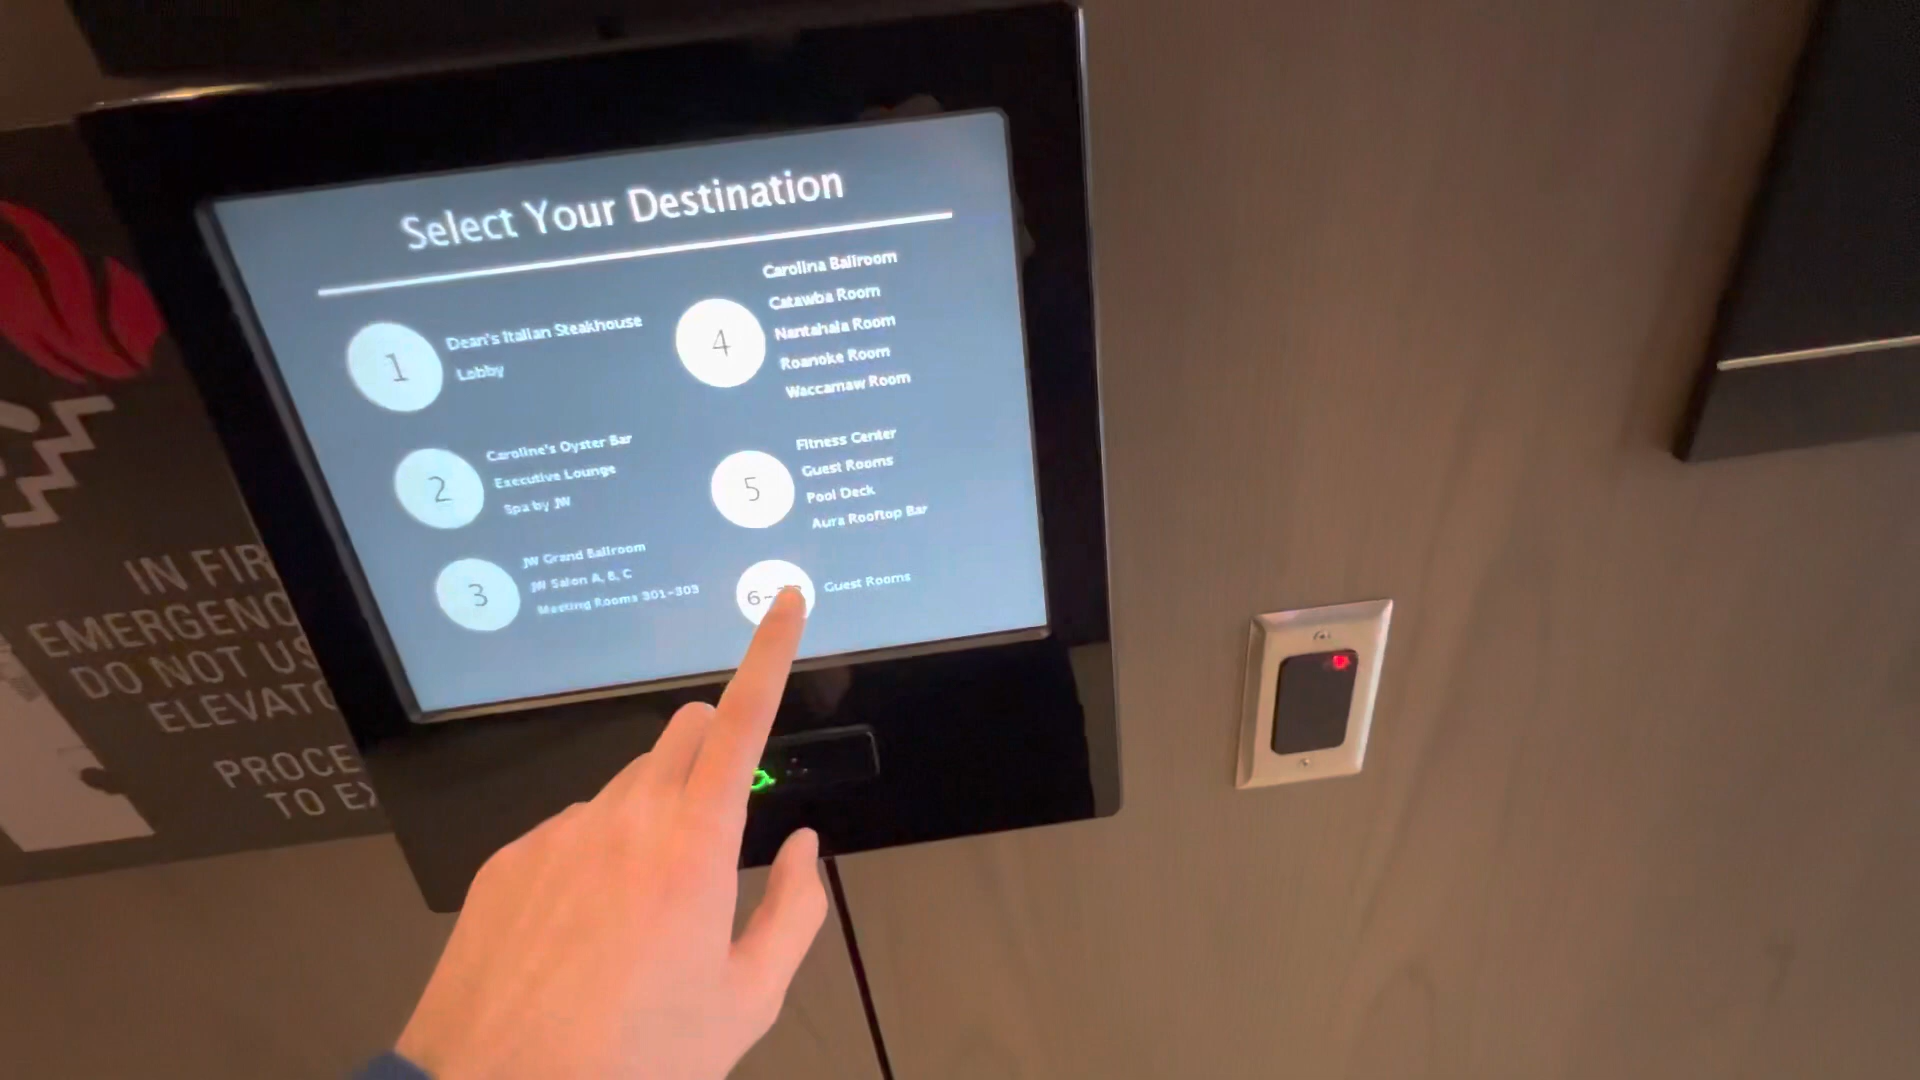 Select Your Destination
1
Dean's Italian Steakhouse
Lobby
2
Caroline's Oyster Bar
Executive Lounge
Spa by JW
3
JW Grand Ballroom
JW Salon A, B, C
Meeting Rooms 301-303
4
Carolina Ballroom
Catawba Room
Nantahala Room
Roanoke Room
Waccamaw Room
5
Fitness Center
Guest Rooms
Pool Deck
Aura Rooftop Bar
Guest Rooms
IN FIR
EMERGENC
DO NOT US
ELEVATO
PROCE
TO EX